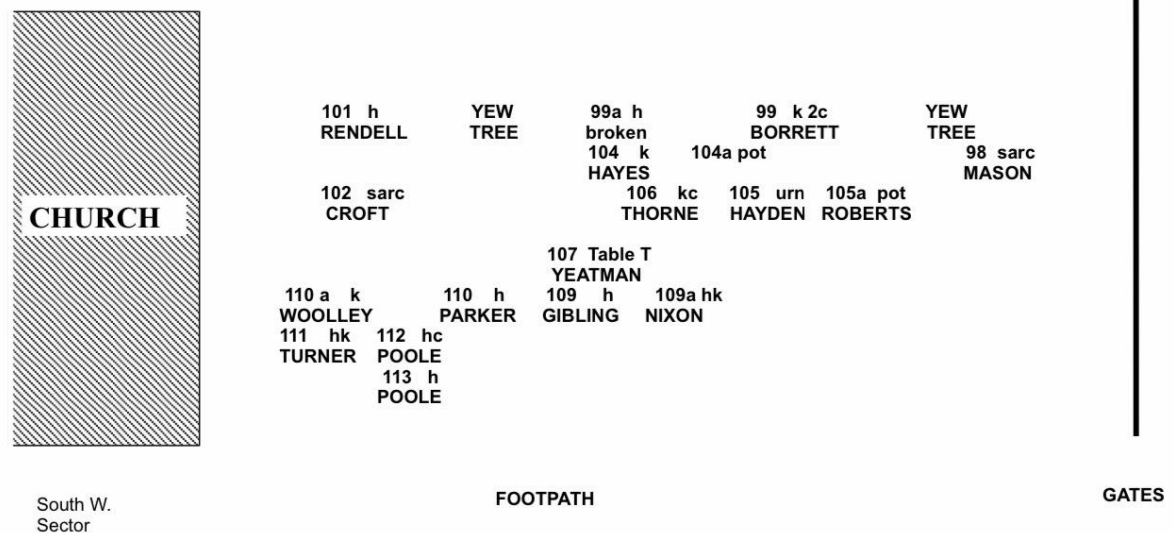 101 h YEW 99a h 99 k 2c YEW
RENDELL TREE broken BORRETT TREE
104 k 104a pot 98 sarc
HAYES MASON
102 sarc 106 kc 105 urn 105a pot
CHURCH CROFT THORNE HAYDEN ROBERTS
107 Table T
YEATMAN
110 a k 110 h 109 h 109a hk
WOOLLEY PARKER GIBLING NIXON
111 hk 112 hc
TURNER POOLE
113 h
POOLE
South W. FOOTPATH GATES
Sector